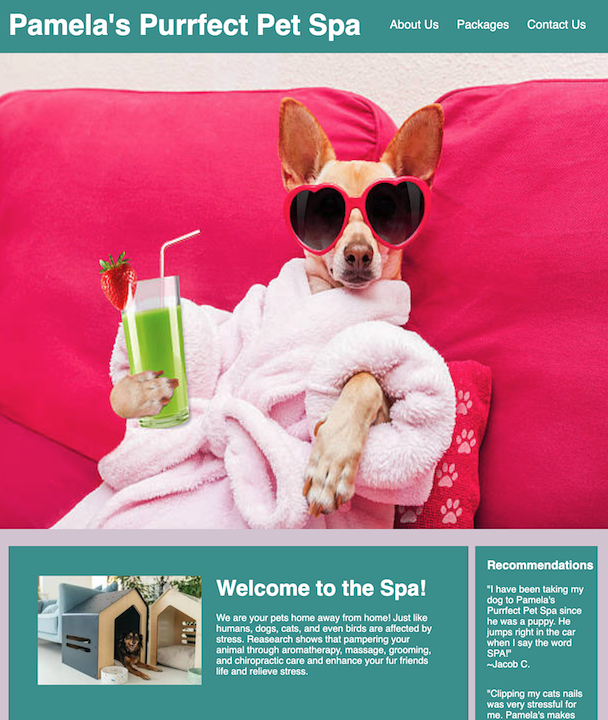 Pamela's Purrfect Pet Spa
About Us Packages Contact Us
Welcome to the Spa!
We are your pets home away from home! Just like
humans, dogs, cats, and even birds are affected by
stress. Reasearch shows that pampering your
animal through aromatherapy, massage, grooming,
and chiropractic care and enhance your fur friends
life and relieve stress.
Recommendations
"I have been taking my
dog to Pamela's
Purrfect Pet Spa since
he was a puppy. He
jumps right in the car
when I say the word
SPA!"
~Jacob C.
"Clipping my cats nails
was very stressful for
me. Pamela's makes